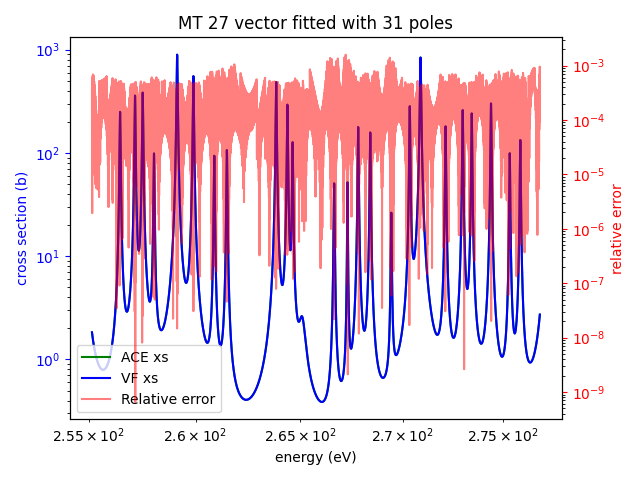 MT 27 vector fitted with 31 poles
10³
10²
10¹
10⁰
cross section (b)
ACE xs
VF xs
Relative error
2.55 × 10²
2.6 × 10²
2.65 × 10²
2.7 × 10²
2.75 × 10²
energy (eV)
10⁻³
10⁻⁴
10⁻⁵
10⁻⁶
10⁻⁷
10⁻⁸
10⁻⁹
relative error